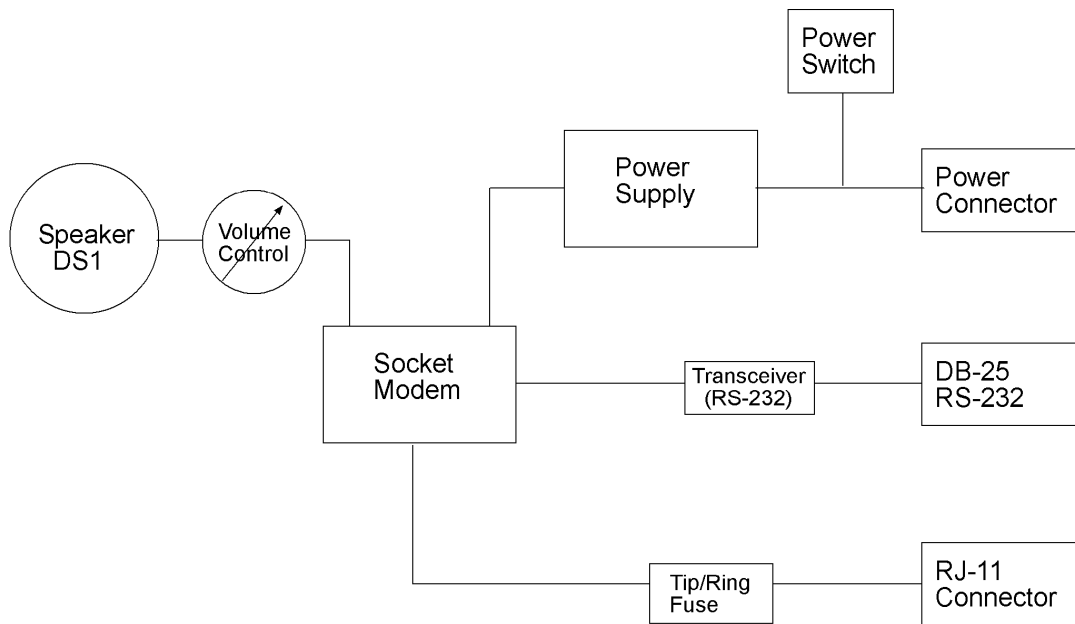 Power
Switch
Power
Supply
Power
Connector
Speaker
DS1
Volume
Control
Socket
Modem
Transceiver
(RS-232)
DB-25
RS-232
Tip/Ring
Fuse
RJ-11
Connector